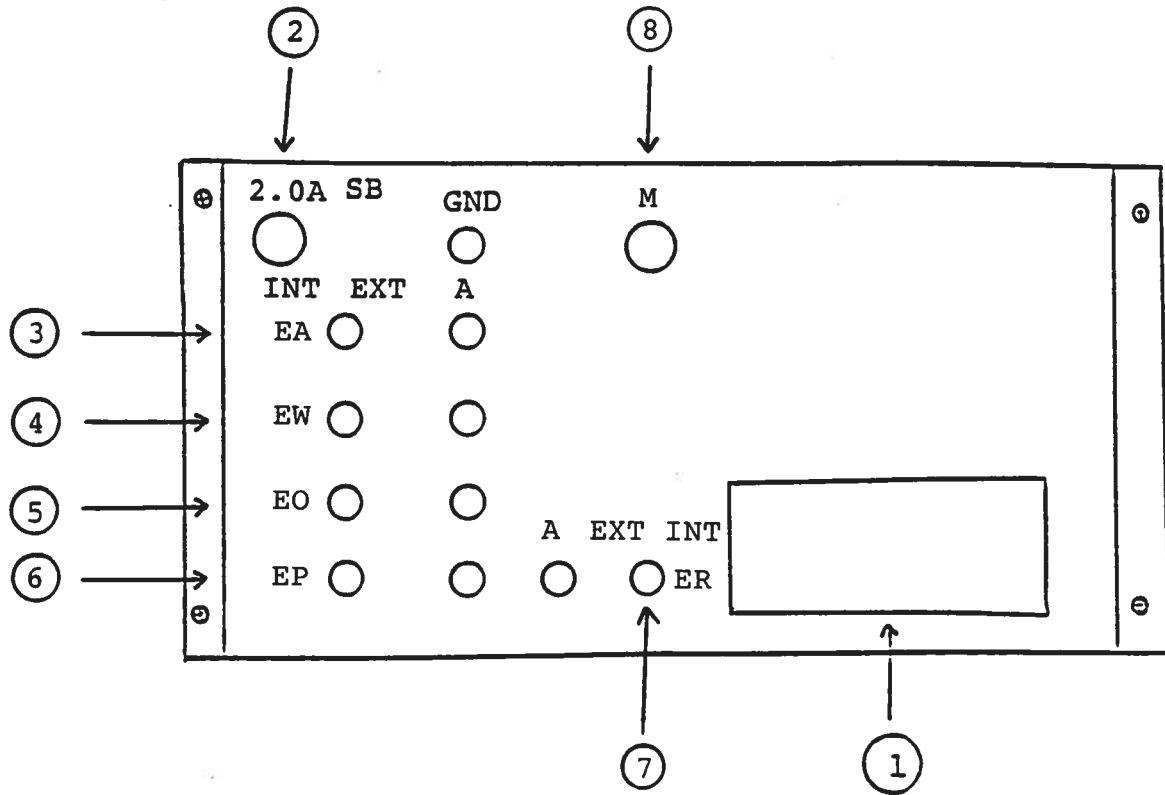 2 8
2.0A SB GND M
INT EXT A
3 EA
4 EW
5 EO
A EXT INT
6 EP ER
7 1